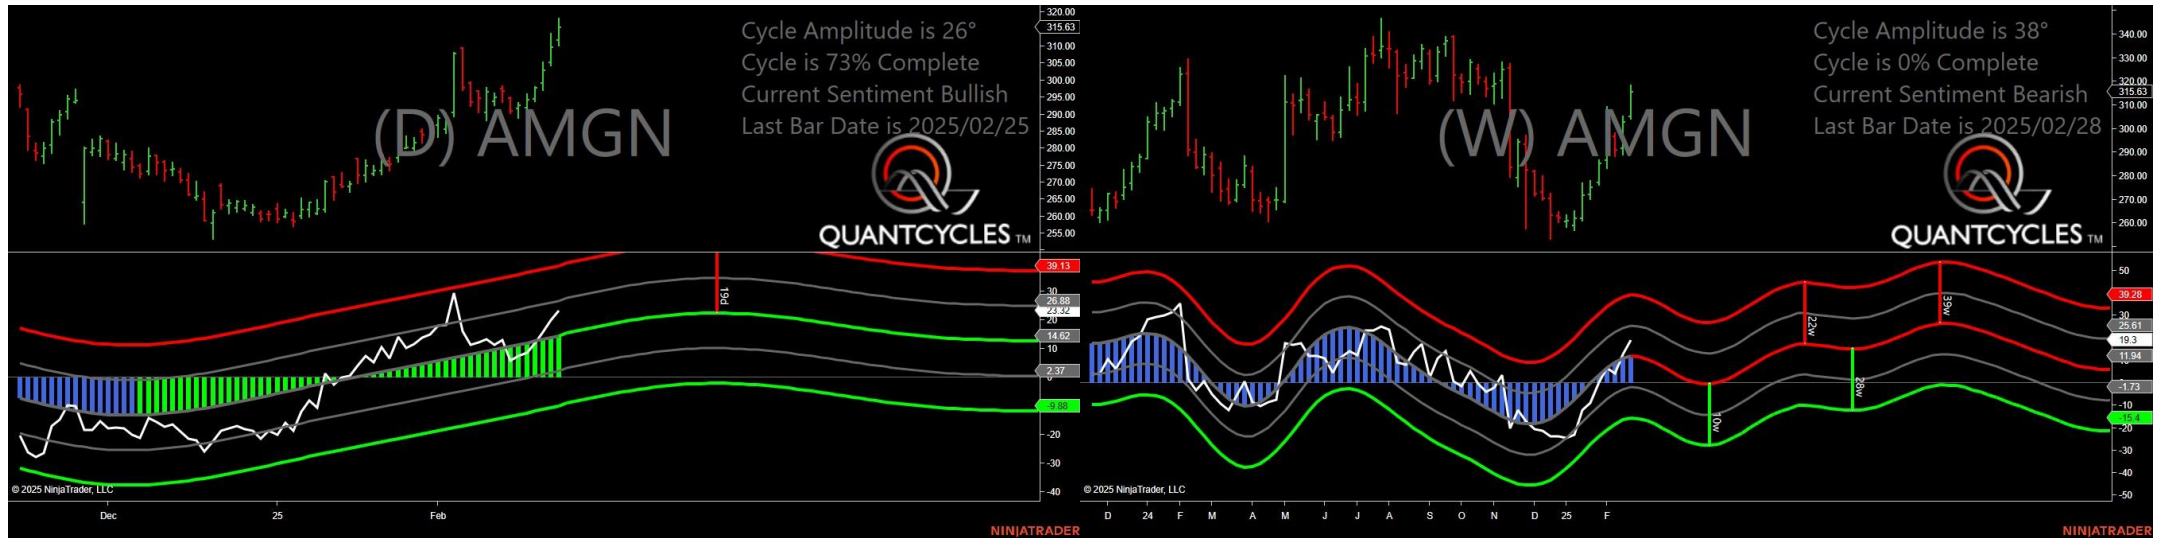 Cycle Amplitude is 26°
Cycle is 73% Complete
Current Sentiment Bullish
Last Bar Date is 2025/02/25
(D) AMGN
QUANTCYCLES TM
320.00
315.63
310.00
305.00
300.00
295.00
290.00
285.00
280.00
275.00
270.00
265.00
260.00
255.00
39.13
30
26.88
23.32
20
14.62
10
2.37
-9.88
-20
-30
-40
19d
© 2025 NinjaTrader, LLC
Dec 25 Feb
NINJATRADER
Cycle Amplitude is 38°
Cycle is 0% Complete
Current Sentiment Bearish
Last Bar Date is 2025/02/28
(W) AMGN
QUANTCYCLES TM
340.00
330.00
320.00
315.63
310.00
300.00
290.00
280.00
270.00
260.00
50
39.28
30
25.61
19.3
11.94
-1.73
-10
-15.4
-20
-30
-40
-50
10w
22w
28w
39w
© 2025 NinjaTrader, LLC
D 24 F M A M J J A S O N D 25 F
NINJATRADER